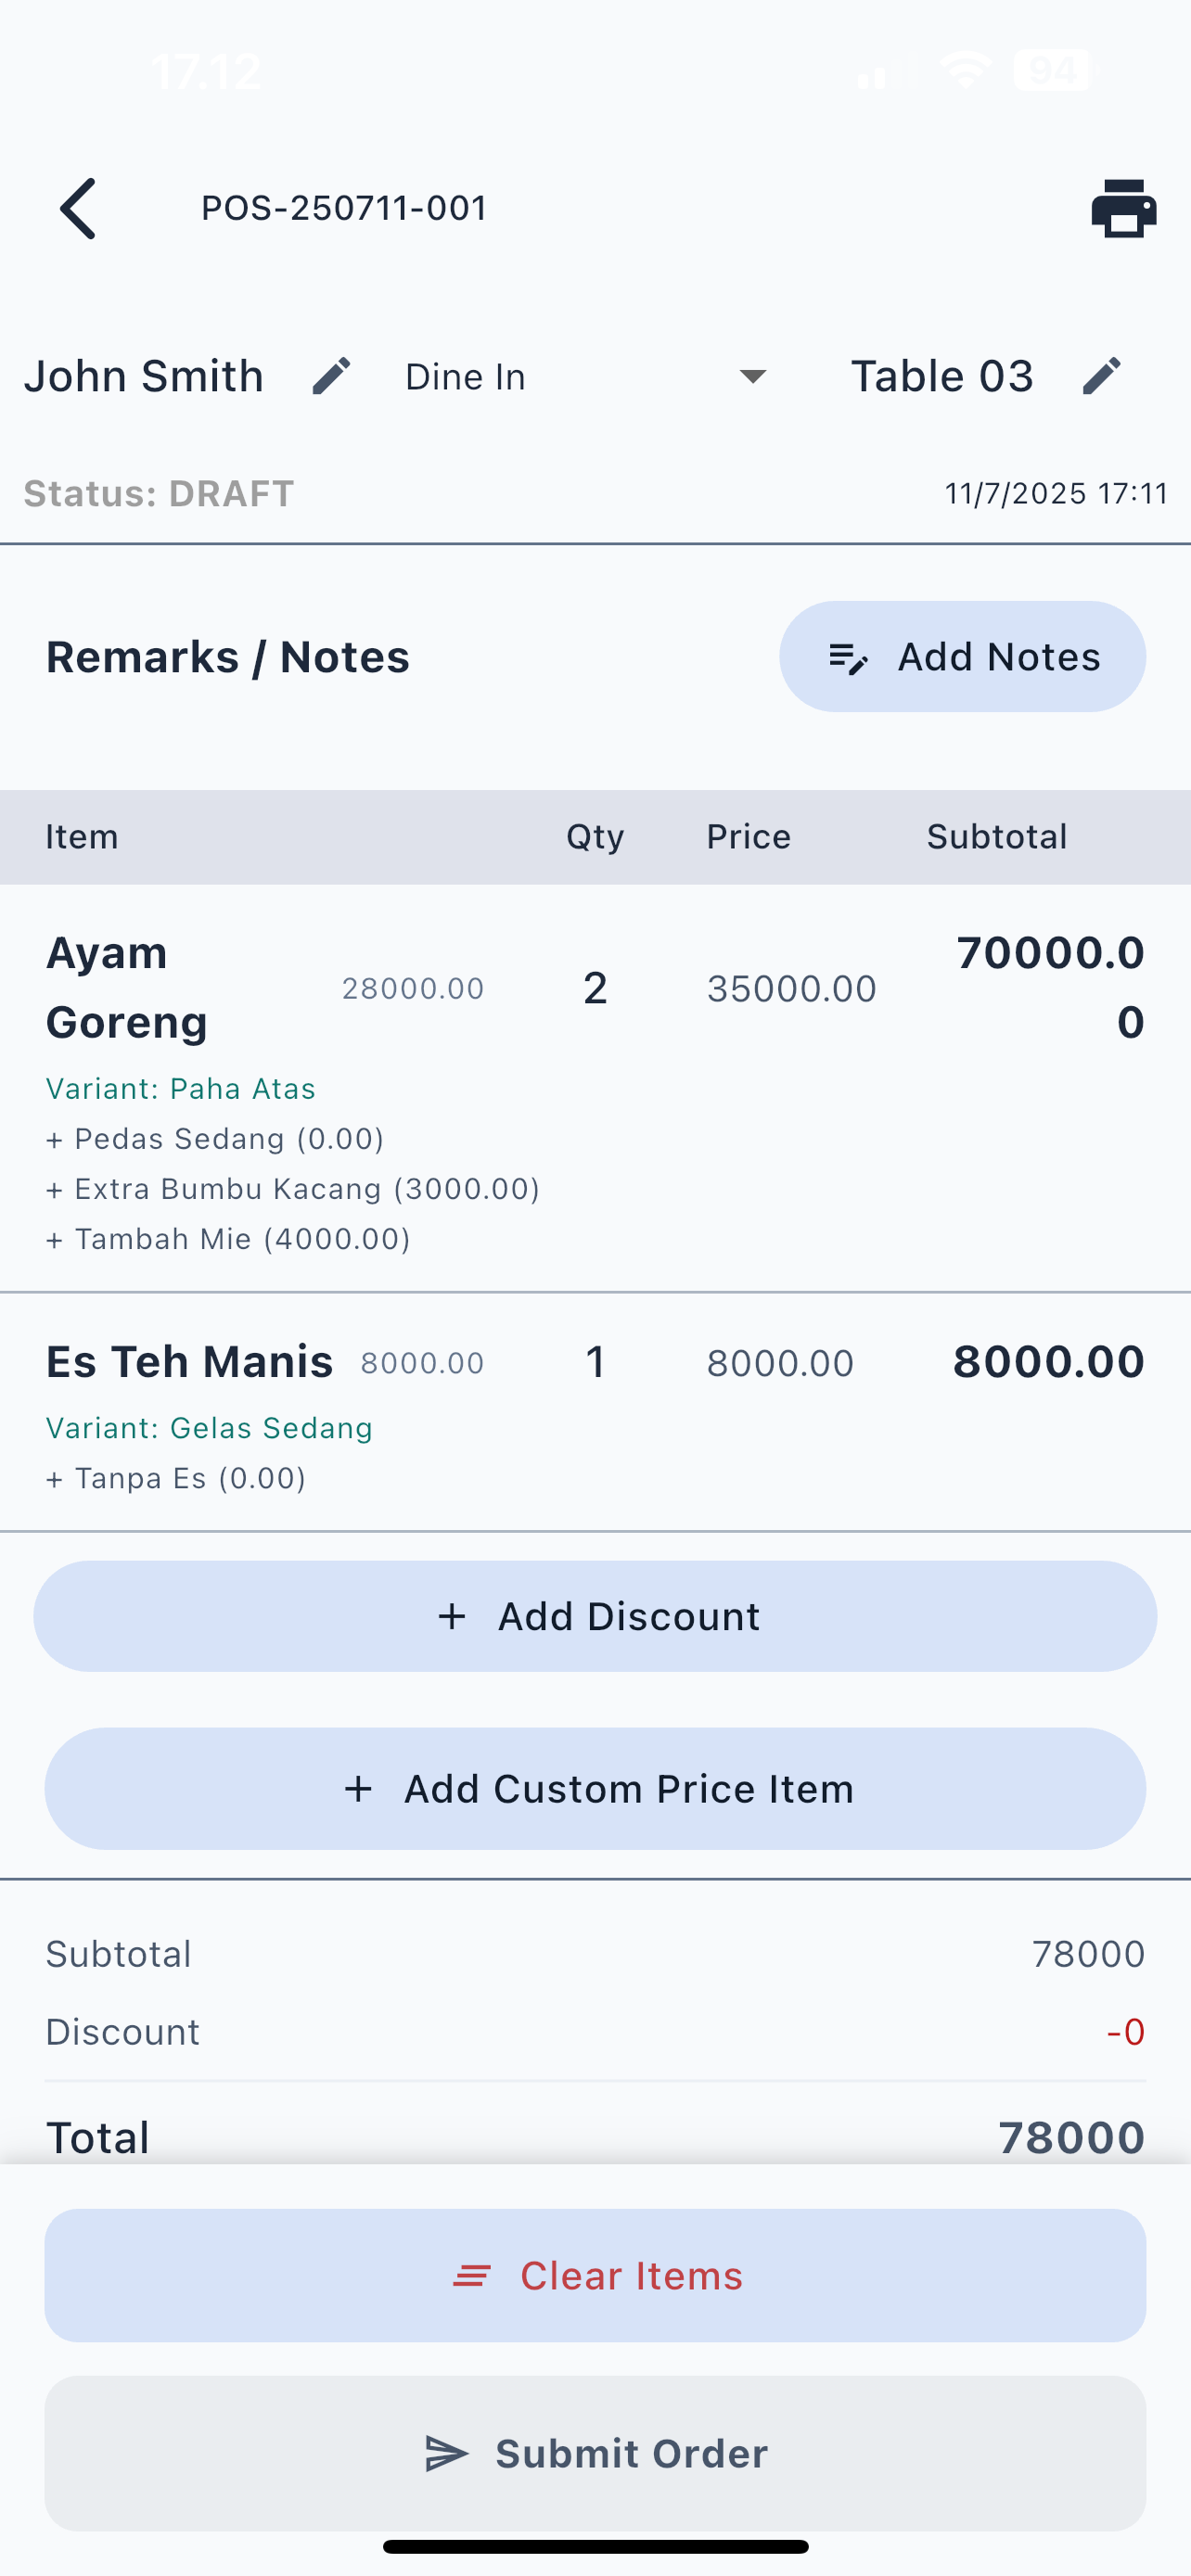 17.12
94
POS-250711-001
John Smith Dine In Table 03
Status: DRAFT 11/7/2025 17:11
Remarks / Notes Add Notes
Item Qty Price Subtotal
Ayam Goreng 28000.00 2 35000.00 70000.00
Variant: Paha Atas
+ Pedas Sedang (0.00)
+ Extra Bumbu Kacang (3000.00)
+ Tambah Mie (4000.00)
Es Teh Manis 8000.00 1 8000.00 8000.00
Variant: Gelas Sedang
+ Tanpa Es (0.00)
+ Add Discount
+ Add Custom Price Item
Subtotal 78000
Discount -0
Total 78000
Clear Items
Submit Order